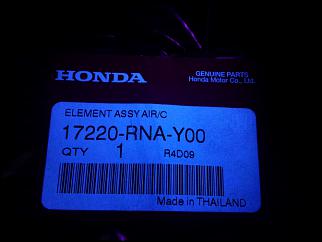 HONDA
GENUINE PARTS
Honda Motor Co., Ltd.
ELEMENT ASSY AIR/C
17220-RNA-Y00
QTY 1 R4D09
Made in THAILAND